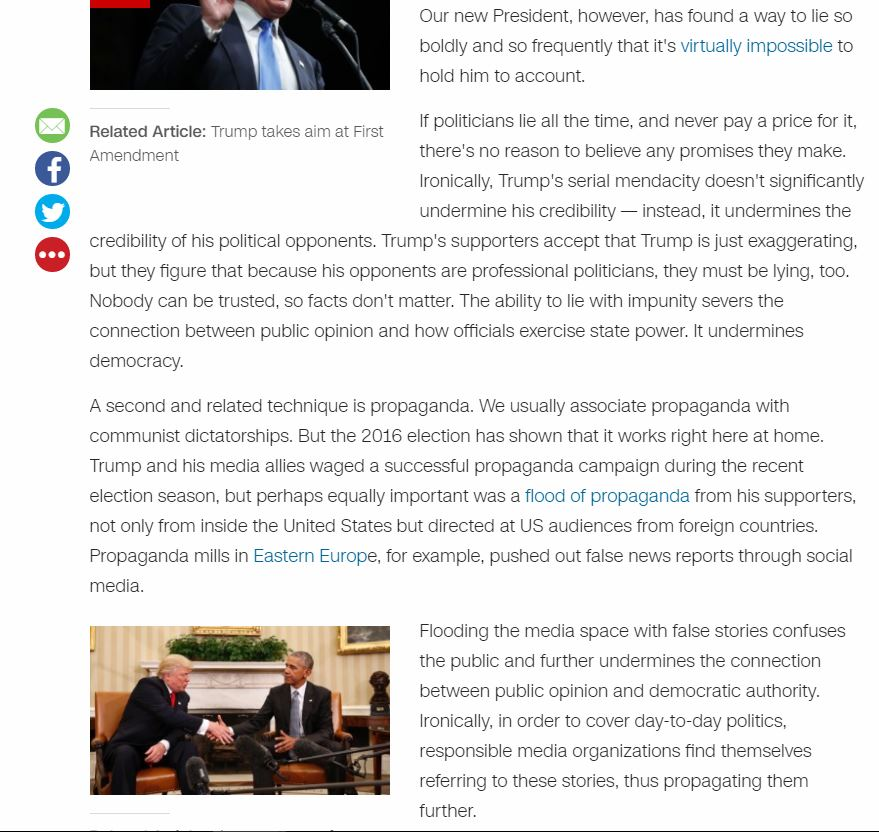 Our new President, however, has found a way to lie so
boldly and so frequently that it's virtually impossible to
hold him to account.
Related Article: Trump takes aim at First
Amendment
If politicians lie all the time, and never pay a price for it,
there's no reason to believe any promises they make.
Ironically, Trump's serial mendacity doesn't significantly
undermine his credibility — instead, it undermines the
credibility of his political opponents. Trump's supporters accept that Trump is just exaggerating,
but they figure that because his opponents are professional politicians, they must be lying, too.
Nobody can be trusted, so facts don't matter. The ability to lie with impunity severs the
connection between public opinion and how officials exercise state power. It undermines
democracy.
A second and related technique is propaganda. We usually associate propaganda with
communist dictatorships. But the 2016 election has shown that it works right here at home.
Trump and his media allies waged a successful propaganda campaign during the recent
election season, but perhaps equally important was a flood of propaganda from his supporters,
not only from inside the United States but directed at US audiences from foreign countries.
Propaganda mills in Eastern Europe, for example, pushed out false news reports through social
media.
Flooding the media space with false stories confuses
the public and further undermines the connection
between public opinion and democratic authority.
Ironically, in order to cover day-to-day politics,
responsible media organizations find themselves
referring to these stories, thus propagating them
further.